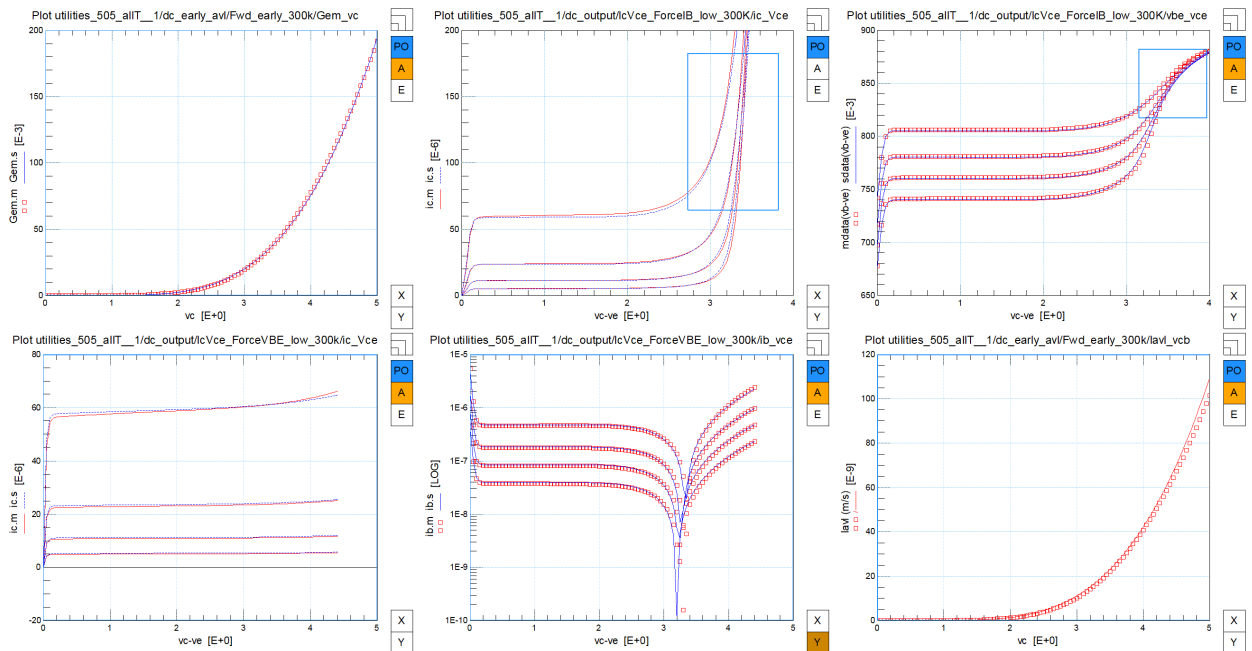 Plot utilities_505_allT__1/dc_early_avl/Fwd_early_300k/Gem_vc
200
150
100
50
0
Gem.m Gem.s [E-3]
0 1 2 3 4 5
vc [E+0]
PO
A
E
X
Y
Plot utilities_505_allT__1/dc_output/IcVce_ForceIB_low_300K/ic_Vce
200
150
100
50
0
ic.m ic.s [E-6]
0 1 2 3 4
vc-ve [E+0]
PO
A
E
X
Y
Plot utilities_505_allT__1/dc_output/IcVce_ForceIB_low_300K/vbe_vce
900
850
800
750
700
650
mdata(vb-ve) sdata(vb-ve) [E-3]
0 1 2 3 4
vc-ve [E+0]
PO
A
E
X
Y
Plot utilities_505_allT__1/dc_output/IcVce_ForceVBE_low_300k/ic_Vce
80
60
40
20
0
-20
ic.m ic.s [E-6]
0 1 2 3 4 5
vc-ve [E+0]
PO
A
E
X
Y
Plot utilities_505_allT__1/dc_output/IcVce_ForceVBE_low_300k/ib_vce
1E-5
1E-6
1E-7
1E-8
1E-9
1E-10
ib.m ib.s [LOG]
0 1 2 3 4 5
vc-ve [E+0]
PO
A
E
X
Y
Plot utilities_505_allT__1/dc_early_avl/Fwd_early_300k/Iavl_vcb
120
100
80
60
40
20
0
Iavl (m/s) [E-9]
0 1 2 3 4 5
vc [E+0]
PO
A
E
X
Y